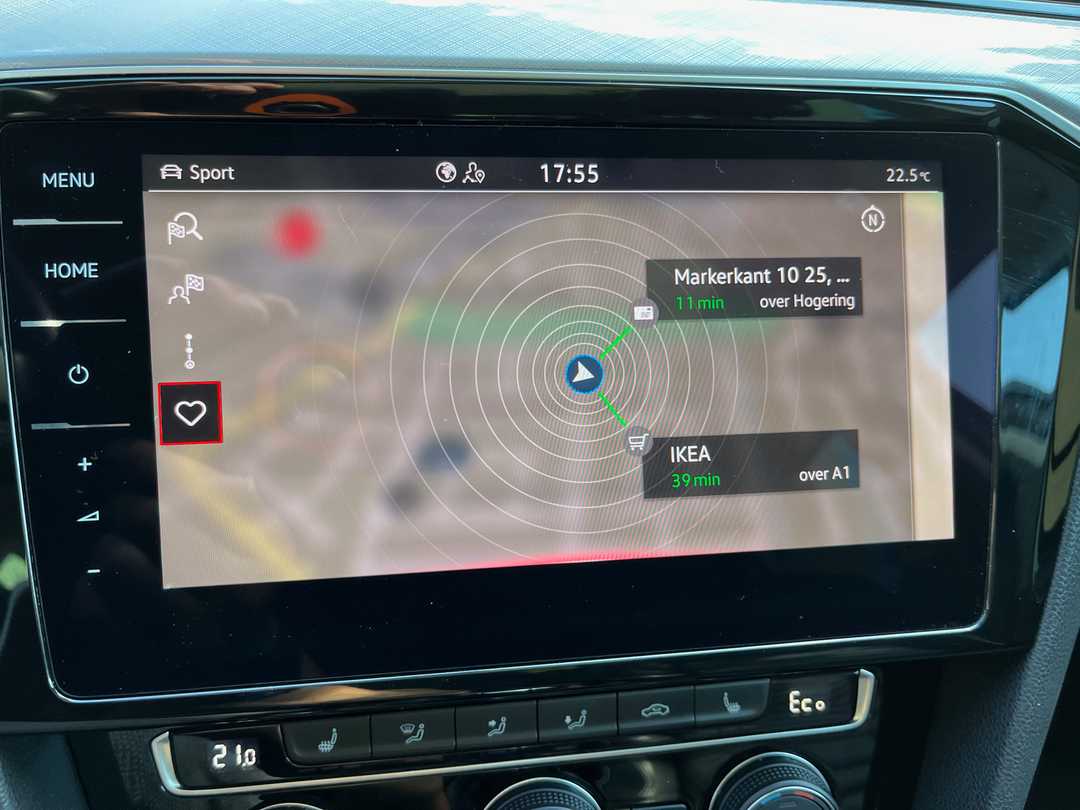 MENU
HOME
Sport
17:55
22.5°C
N
Markerkant 10 25, ...
11 min over Hogering
IKEA
39 min over A1
21.0
Eco